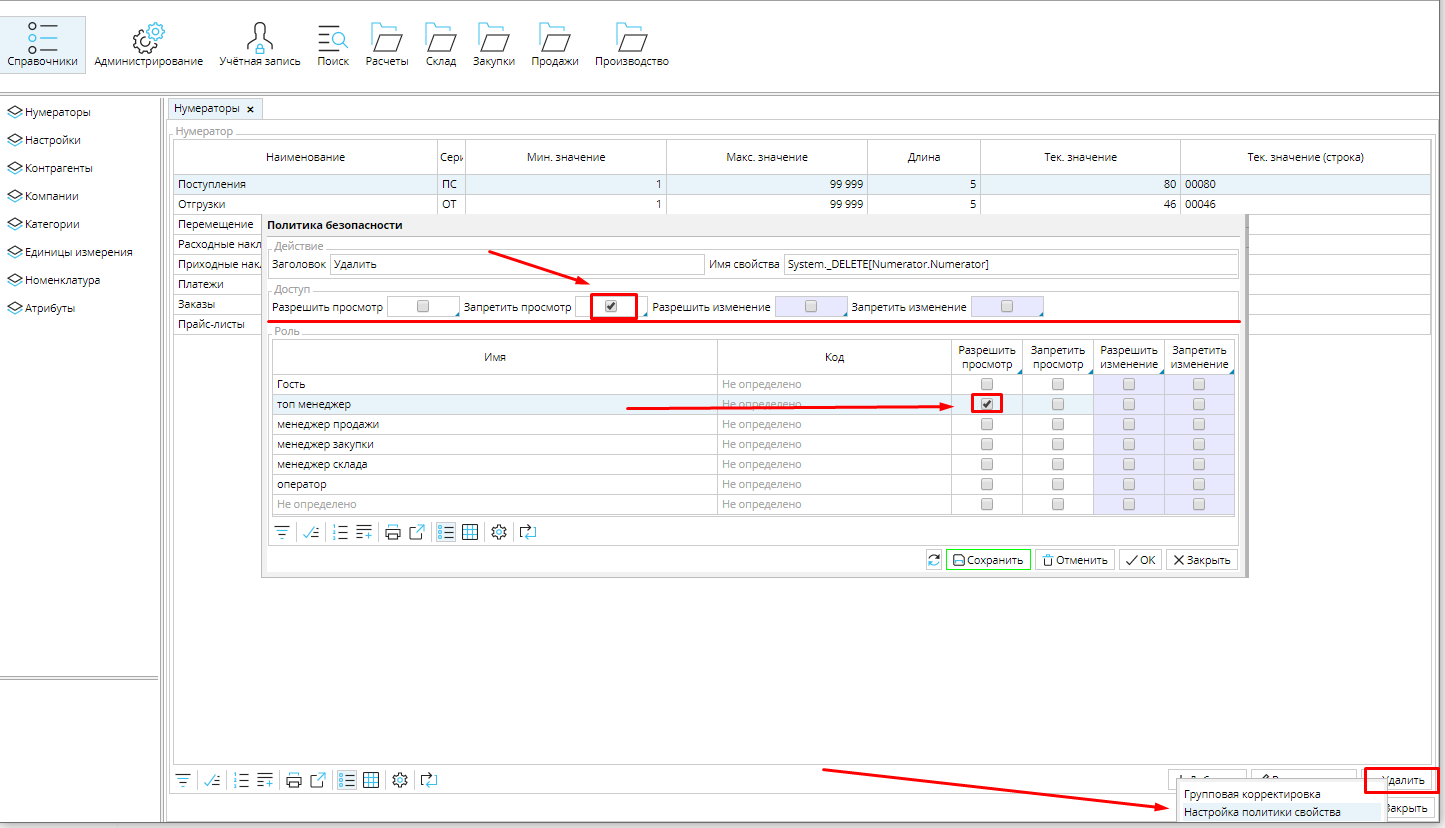 Справочники Администрирование Учётная запись Поиск Расчеты Склад Закупки Продажи Производство
Нумераторы
Настройки
Контрагенты
Компании
Категории
Единицы измерения
Номенклатура
Атрибуты
Нумераторы x
Нумератор
Наименование Сери Мин. значение Макс. значение Длина Тек. значение Тек. значение (строка)
Поступления ПС 1 99 999 5 80 00080
Отгрузки ОТ 1 99 999 5 46 00046
Перемещение
Расходные накл
Приходные нак
Платежи
Заказы
Прайс-листы
Политика безопасности
Действие
Заголовок Удалить Имя свойства System._DELETE[Numerator.Numerator]
Доступ
Разрешить просмотр Запретить просмотр Разрешить изменение Запретить изменение
Роль
Имя Код Разрешить просмотр Запретить просмотр Разрешить изменение Запретить изменение
Гость Не определено
топ менеджер Не определено
менеджер продажи Не определено
менеджер закупки Не определено
менеджер склада Не определено
оператор Не определено
Не определено Не определено
Сохранить Отменить OK Закрыть
Удалить
Групповая корректировка
Настройка политики свойства
Закрыть